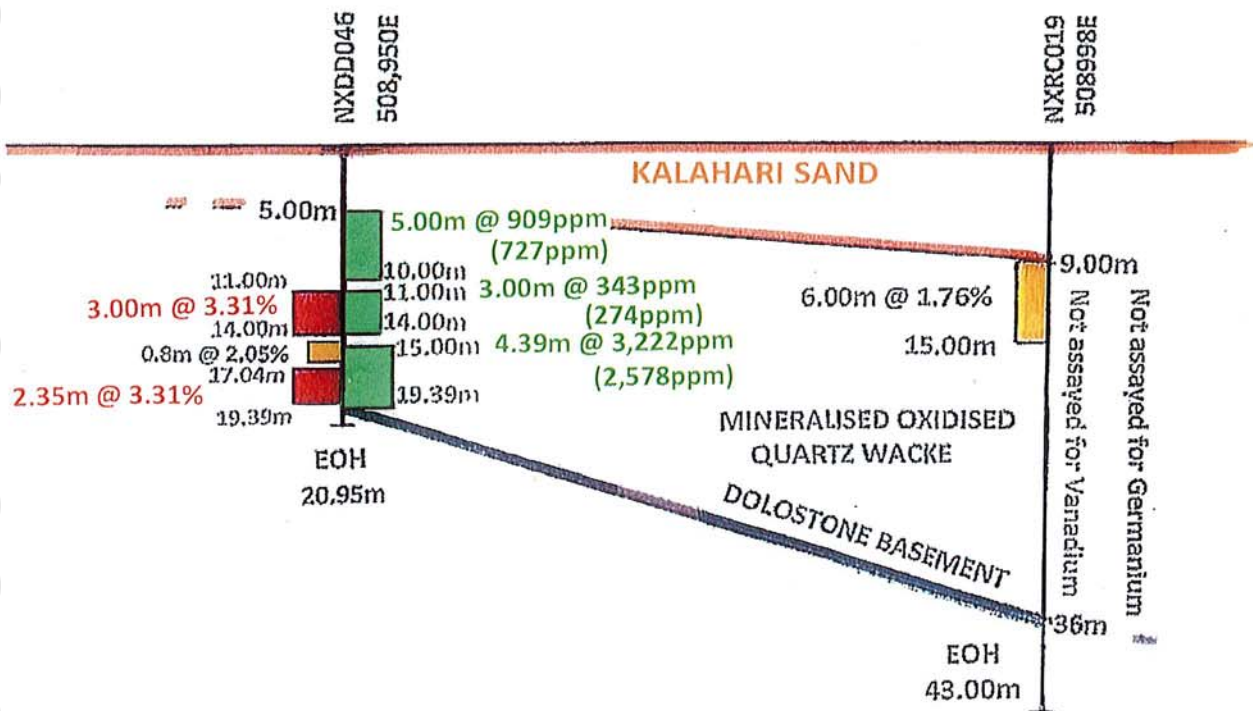 NXDD046
508,950E
NXRC019
508998E
KALAHARI SAND
5.00m
5.00m @ 909ppm
(727ppm)
10.00m
11.00m
11.00m
3.00m @ 343ppm
(274ppm)
3.00m @ 3.31%
14.00m
14.00m
0.8m @ 2.05%
15.00m
4.39m @ 3,222ppm
(2,578ppm)
17.04m
2.35m @ 3.31%
19.39m
19.39m
EOH
20.95m
9.00m
6.00m @ 1.76%
15.00m
MINERALISED OXIDISED
QUARTZ WACKE
DOLOSTONE BASEMENT
Not assayed for Vanadium
Not assayed for Germanium
36m
EOH
43.00m